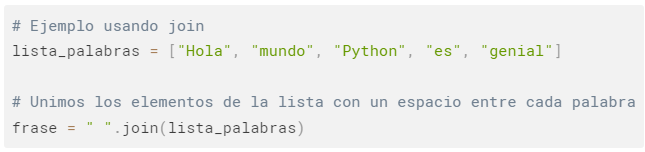 # Ejemplo usando join
lista_palabras = ["Hola", "mundo", "Python", "es", "genial"]
# Unimos los elementos de la lista con un espacio entre cada palabra
frase = " ".join(lista_palabras)